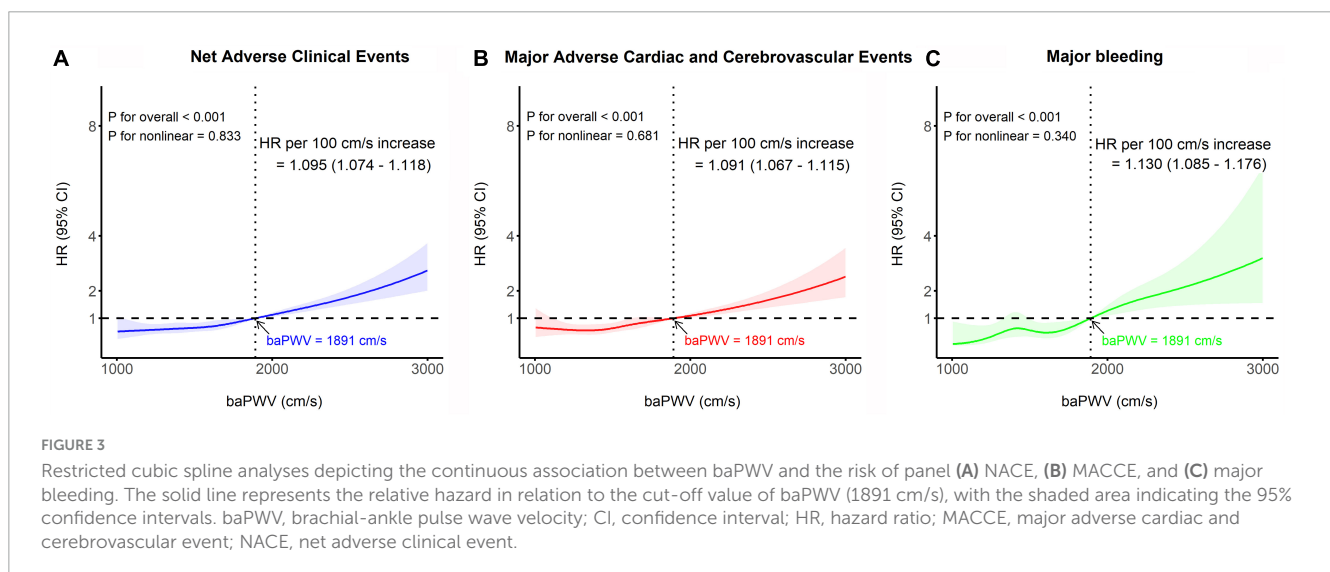 A
Net Adverse Clinical Events
P for overall < 0.001
P for nonlinear = 0.833
HR per 100 cm/s increase
= 1.095 (1.074 - 1.118)
HR (95% CI)
8
4
2
1
baPWV = 1891 cm/s
1000
2000
3000
baPWV (cm/s)
B
Major Adverse Cardiac and Cerebrovascular Events
P for overall < 0.001
P for nonlinear = 0.681
HR per 100 cm/s increase
= 1.091 (1.067 - 1.115)
HR (95% CI)
8
4
2
1
baPWV = 1891 cm/s
1000
2000
3000
baPWV (cm/s)
C
Major bleeding
P for overall < 0.001
P for nonlinear = 0.340
HR per 100 cm/s increase
= 1.130 (1.085 - 1.176)
HR (95% CI)
8
4
2
1
baPWV = 1891 cm/s
1000
2000
3000
baPWV (cm/s)
FIGURE 3
Restricted cubic spline analyses depicting the continuous association between baPWV and the risk of panel (A) NACE, (B) MACCE, and (C) major
bleeding. The solid line represents the relative hazard in relation to the cut-off value of baPWV (1891 cm/s), with the shaded area indicating the 95%
confidence intervals. baPWV, brachial-ankle pulse wave velocity; CI, confidence interval; HR, hazard ratio; MACCE, major adverse cardiac and
cerebrovascular event; NACE, net adverse clinical event.